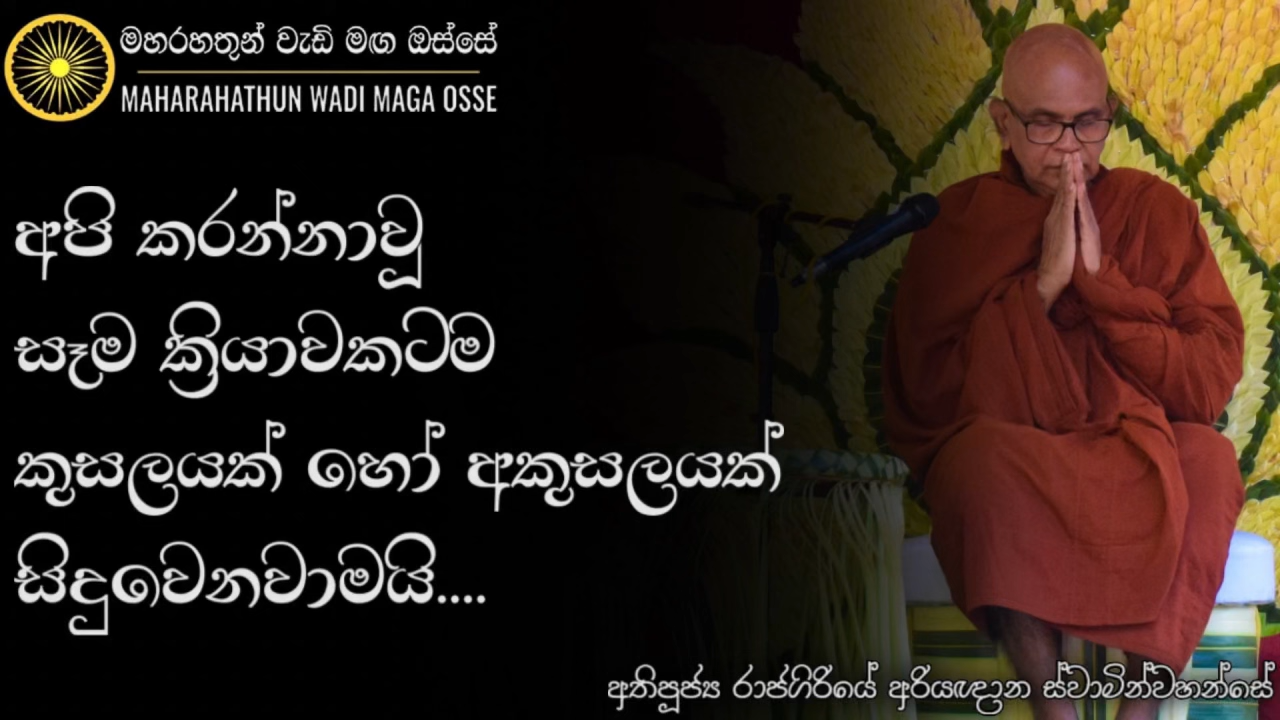 මහරහතුන් වැඩි මඟ ඔස්සේ
MAHARAHATHUN WADI MAGA OSSE
අපි කරන්නාවූ
සෑම ක්‍රියාවකටම
කුසලයක් හෝ අකුසලයක්
සිදුවෙනවාමයි....
අතිපූජ්‍ය රාජගිරියේ අරියඥාන ස්වාමින්වහන්සේ